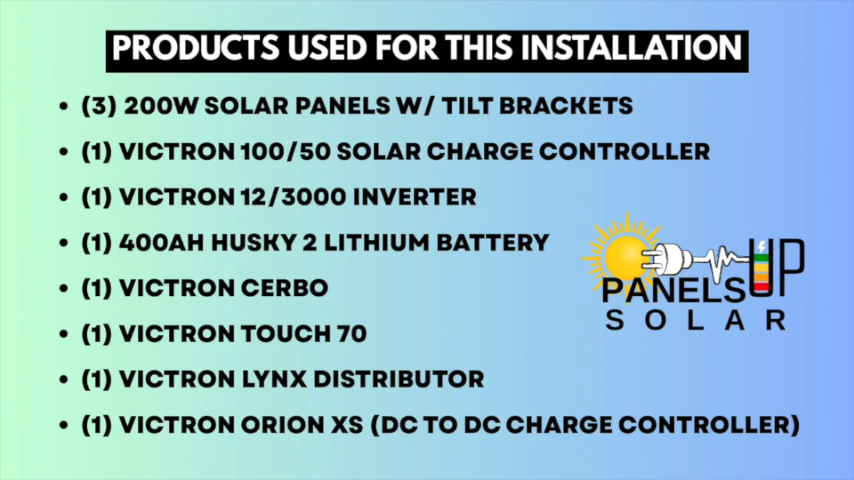 PRODUCTS USED FOR THIS INSTALLATION
• (3) 200W SOLAR PANELS W/ TILT BRACKETS
• (1) VICTRON 100/50 SOLAR CHARGE CONTROLLER
• (1) VICTRON 12/3000 INVERTER
• (1) 400AH HUSKY 2 LITHIUM BATTERY
• (1) VICTRON CERBO
• (1) VICTRON TOUCH 70
• (1) VICTRON LYNX DISTRIBUTOR
• (1) VICTRON ORION XS (DC TO DC CHARGE CONTROLLER)
PANELS UP
SOLAR